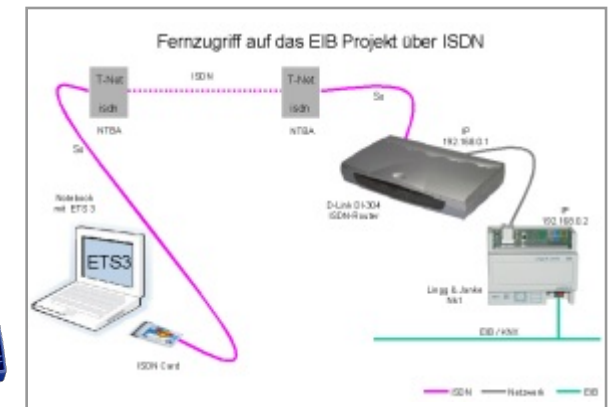 Fernzugriff auf das EIB Projekt über ISDN
T-Net
isdn
NTBA
ISDN
T-Net
isdn
NTBA
S₀
S₀
IP
192.168.0.1
D-Link DI-304
ISDN-Router
Notebook
mit ETS 3
ETS3
ISDN Card
IP
192.168.0.2
Lingg & Janke
Nk1
EIB / KNX
ISDN
Netzwerk
EIB